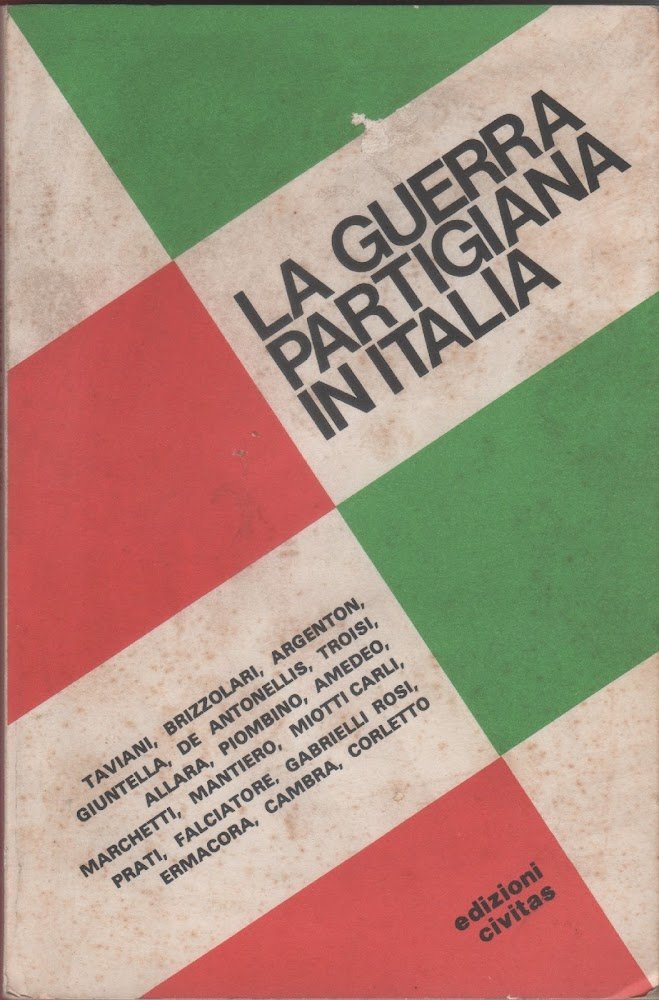 LA GUERRA
PARTIGIANA
IN ITALIA
TAVIANI, BRIZZOLARI, ARGENTON,
GIUNTELLA, DE ANTONELLIS, TROISI,
ALLARA, PIOMBINO, AMEDEO,
MARCHETTI, MANTIERO, MIOTTI CARLI,
PRATI, FALCIATORE, GABRIELLI ROSI,
ERMACORA, CAMBRA, CORLETTO
edizioni
civitas